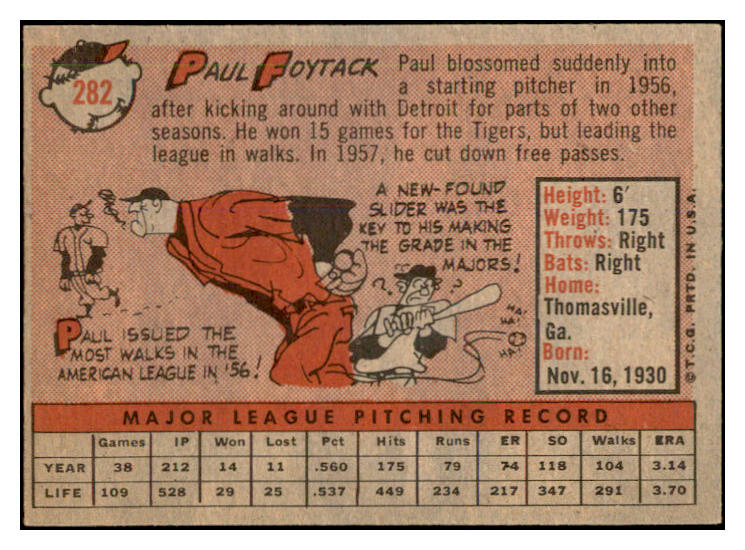 282
PAUL FOYTACK
Paul blossomed suddenly into
a starting pitcher in 1956,
after kicking around with Detroit for parts of two other
seasons. He won 15 games for the Tigers, but leading the
league in walks. In 1957, he cut down free passes.
A NEW-FOUND
SLIDER WAS THE
KEY TO HIS MAKING
THE GRADE IN THE
MAJORS!
? ?
HA!
HA!
HA!
PAUL ISSUED THE
MOST WALKS IN THE
AMERICAN LEAGUE IN '56!
Height: 6'
Weight: 175
Throws: Right
Bats: Right
Home:
Thomasville,
Ga.
Born:
Nov. 16, 1930
©T.C.G. PRTD. IN U.S.A.
MAJOR LEAGUE PITCHING RECORD
Games IP Won Lost Pct Hits Runs ER SO Walks ERA
YEAR 38 212 14 11 .560 175 79 74 118 104 3.14
LIFE 109 528 29 25 .537 449 234 217 347 291 3.70